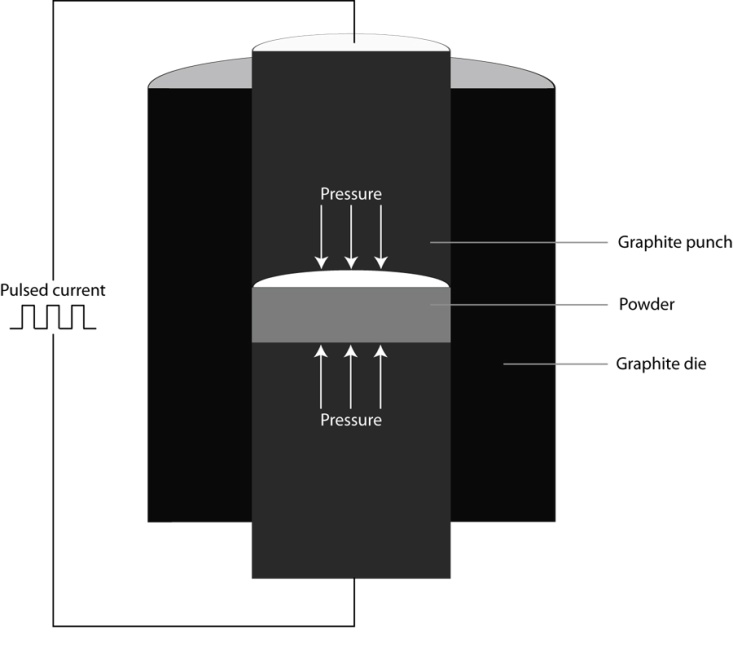 Pressure
Graphite punch
Pulsed current
Powder
Graphite die
Pressure